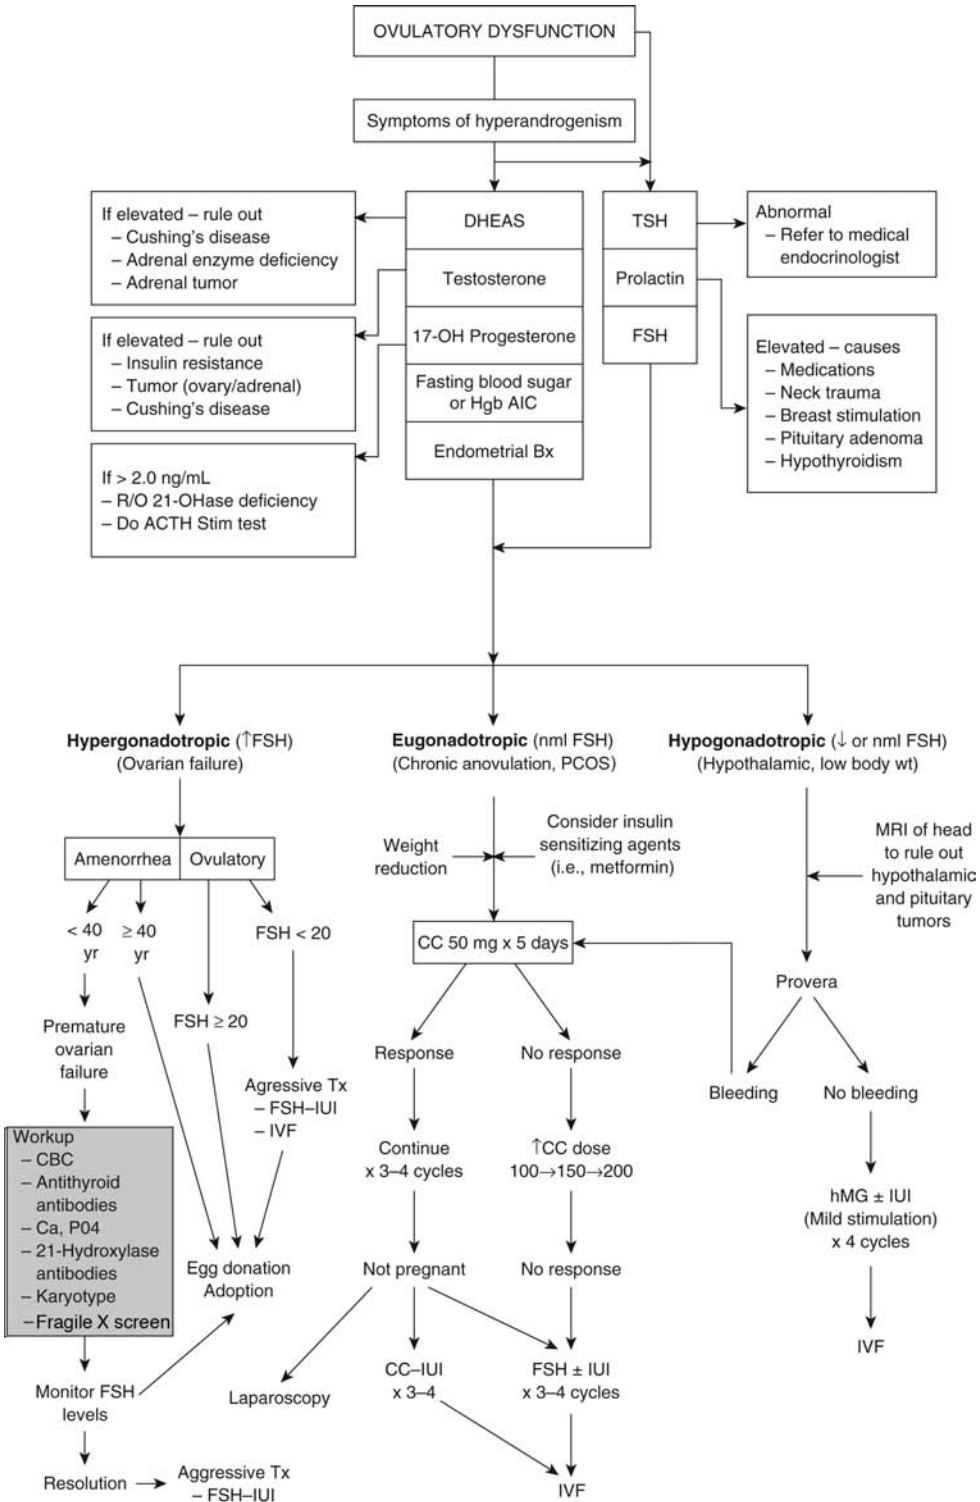 OVULATORY DYSFUNCTION
Symptoms of hyperandrogenism
If elevated – rule out
– Cushing's disease
– Adrenal enzyme deficiency
– Adrenal tumor
If elevated – rule out
– Insulin resistance
– Tumor (ovary/adrenal)
– Cushing's disease
If > 2.0 ng/mL
– R/O 21-OHase deficiency
– Do ACTH Stim test
DHEAS
Testosterone
17-OH Progesterone
Fasting blood sugar
or Hgb AIC
Endometrial Bx
TSH
Prolactin
FSH
Abnormal
– Refer to medical
endocrinologist
Elevated – causes
– Medications
– Neck trauma
– Breast stimulation
– Pituitary adenoma
– Hypothyroidism
Hypergonadotropic (↑FSH)
(Ovarian failure)
Amenorrhea
Ovulatory
< 40
yr
≥ 40
yr
FSH < 20
FSH ≥ 20
Premature
ovarian
failure
Agressive Tx
– FSH–IUI
– IVF
Workup
– CBC
– Antithyroid
antibodies
– Ca, P04
– 21-Hydroxylase
antibodies
– Karyotype
– Fragile X screen
Egg donation
Adoption
Monitor FSH
levels
Resolution
Aggressive Tx
– FSH–IUI
Eugonadotropic (nml FSH)
(Chronic anovulation, PCOS)
Weight
reduction
Consider insulin
sensitizing agents
(i.e., metformin)
CC 50 mg x 5 days
Response
No response
Continue
x 3–4 cycles
↑CC dose
100→150→200
Not pregnant
No response
Laparoscopy
CC–IUI
x 3–4
FSH ± IUI
x 3–4 cycles
IVF
Hypogonadotropic (↓ or nml FSH)
(Hypothalamic, low body wt)
MRI of head
to rule out
hypothalamic
and pituitary
tumors
Provera
Bleeding
No bleeding
hMG ± IUI
(Mild stimulation)
x 4 cycles
IVF